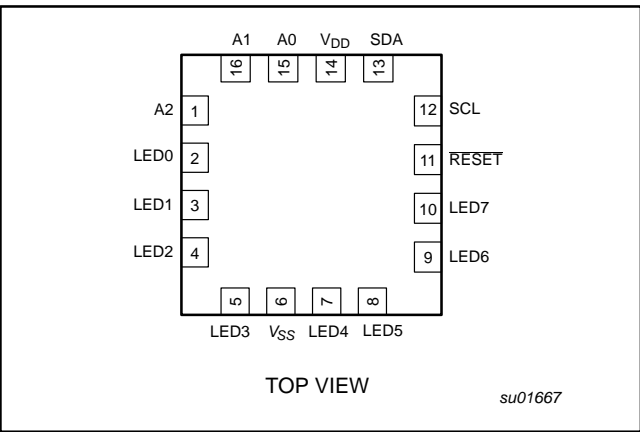 A1 A0 VDD SDA
16 15 14 13
A2 1 12 SCL
LED0 2 11 RESET
LED1 3 10 LED7
LED2 4 9 LED6
5 6 7 8
LED3 VSS LED4 LED5
TOP VIEW
su01667